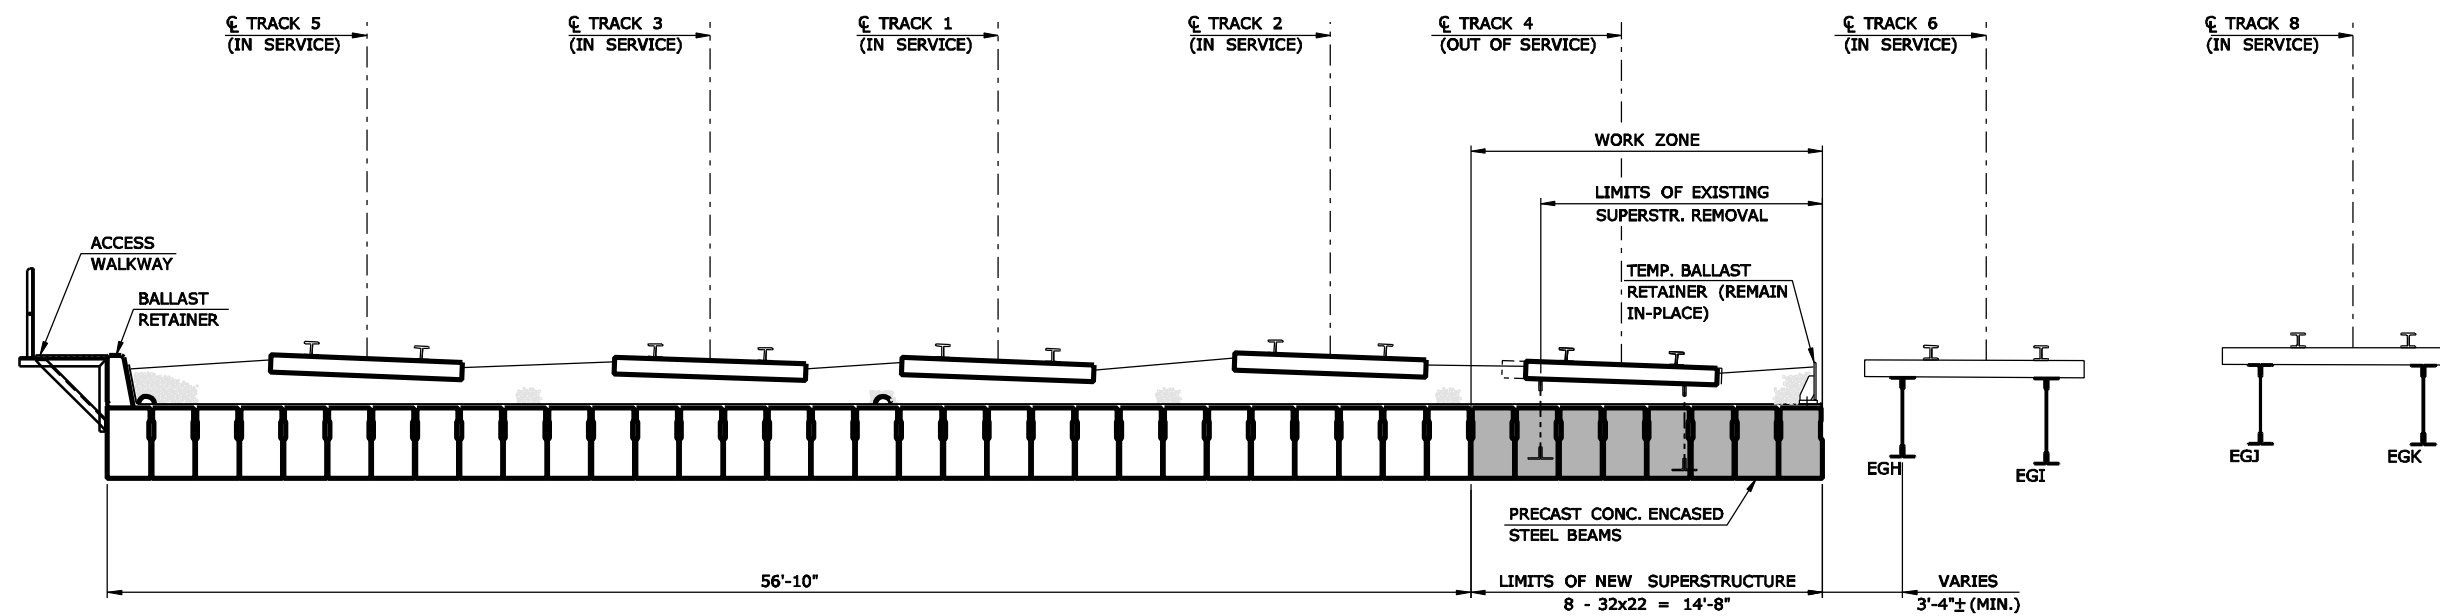 ℄ TRACK 5
(IN SERVICE)
℄ TRACK 3
(IN SERVICE)
℄ TRACK 1
(IN SERVICE)
℄ TRACK 2
(IN SERVICE)
℄ TRACK 4
(OUT OF SERVICE)
℄ TRACK 6
(IN SERVICE)
℄ TRACK 8
(IN SERVICE)
WORK ZONE
LIMITS OF EXISTING
SUPERSTR. REMOVAL
ACCESS
WALKWAY
BALLAST
RETAINER
TEMP. BALLAST
RETAINER (REMAIN
IN-PLACE)
EGH
EGI
EGJ
EGK
PRECAST CONC. ENCASED
STEEL BEAMS
56'-10"
LIMITS OF NEW SUPERSTRUCTURE
8 - 32x22 = 14'-8"
VARIES
3'-4"± (MIN.)